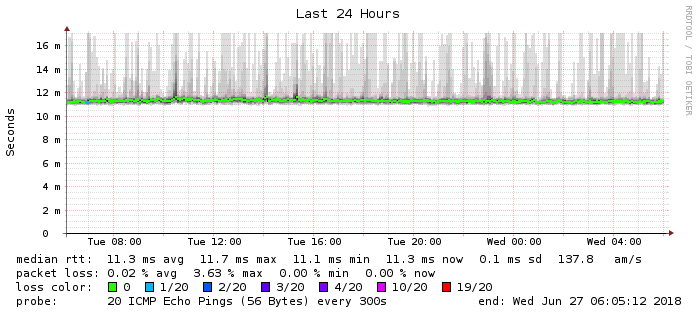 Last 24 Hours
RRDTOOL / TOBI OETIKER
Seconds
16 m
14 m
12 m
10 m
8 m
6 m
4 m
2 m
0
Tue 08:00 Tue 12:00 Tue 16:00 Tue 20:00 Wed 00:00 Wed 04:00
median rtt: 11.3 ms avg 11.7 ms max 11.1 ms min 11.3 ms now 0.1 ms sd 137.8 am/s
packet loss: 0.02 % avg 3.63 % max 0.00 % min 0.00 % now
loss color: 0 1/20 2/20 3/20 4/20 10/20 19/20
probe: 20 ICMP Echo Pings (56 Bytes) every 300s end: Wed Jun 27 06:05:12 2018